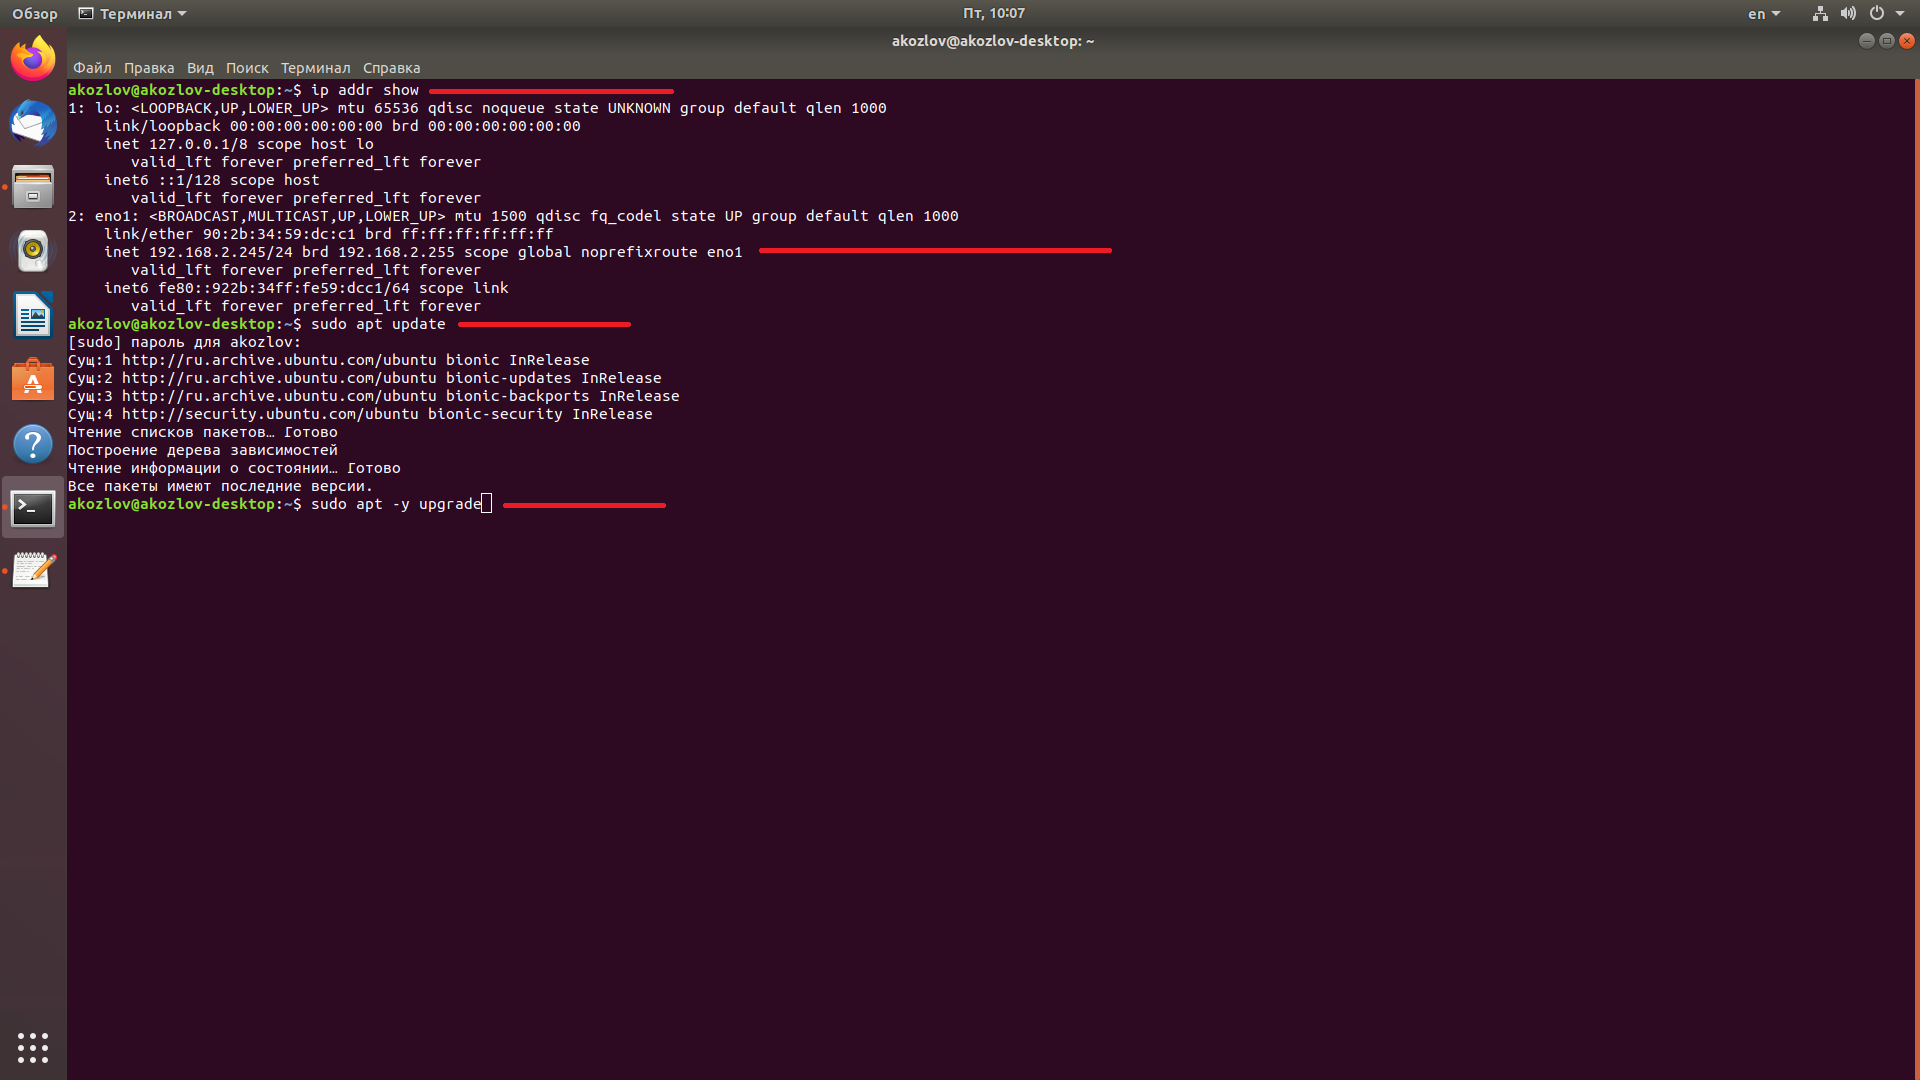 Обзор Терминал Пт, 10:07 en
akozlov@akozlov-desktop: ~
Файл Правка Вид Поиск Терминал Справка
akozlov@akozlov-desktop:~$ ip addr show
1: lo: <LOOPBACK,UP,LOWER_UP> mtu 65536 qdisc noqueue state UNKNOWN group default qlen 1000
    link/loopback 00:00:00:00:00:00 brd 00:00:00:00:00:00
    inet 127.0.0.1/8 scope host lo
       valid_lft forever preferred_lft forever
    inet6 ::1/128 scope host
       valid_lft forever preferred_lft forever
2: eno1: <BROADCAST,MULTICAST,UP,LOWER_UP> mtu 1500 qdisc fq_codel state UP group default qlen 1000
    link/ether 90:2b:34:59:dc:c1 brd ff:ff:ff:ff:ff:ff
    inet 192.168.2.245/24 brd 192.168.2.255 scope global noprefixroute eno1
       valid_lft forever preferred_lft forever
    inet6 fe80::922b:34ff:fe59:dcc1/64 scope link
       valid_lft forever preferred_lft forever
akozlov@akozlov-desktop:~$ sudo apt update
[sudo] пароль для akozlov:
Сущ:1 http://ru.archive.ubuntu.com/ubuntu bionic InRelease
Сущ:2 http://ru.archive.ubuntu.com/ubuntu bionic-updates InRelease
Сущ:3 http://ru.archive.ubuntu.com/ubuntu bionic-backports InRelease
Сущ:4 http://security.ubuntu.com/ubuntu bionic-security InRelease
Чтение списков пакетов… Готово
Построение дерева зависимостей
Чтение информации о состоянии… Готово
Все пакеты имеют последние версии.
akozlov@akozlov-desktop:~$ sudo apt -y upgrade